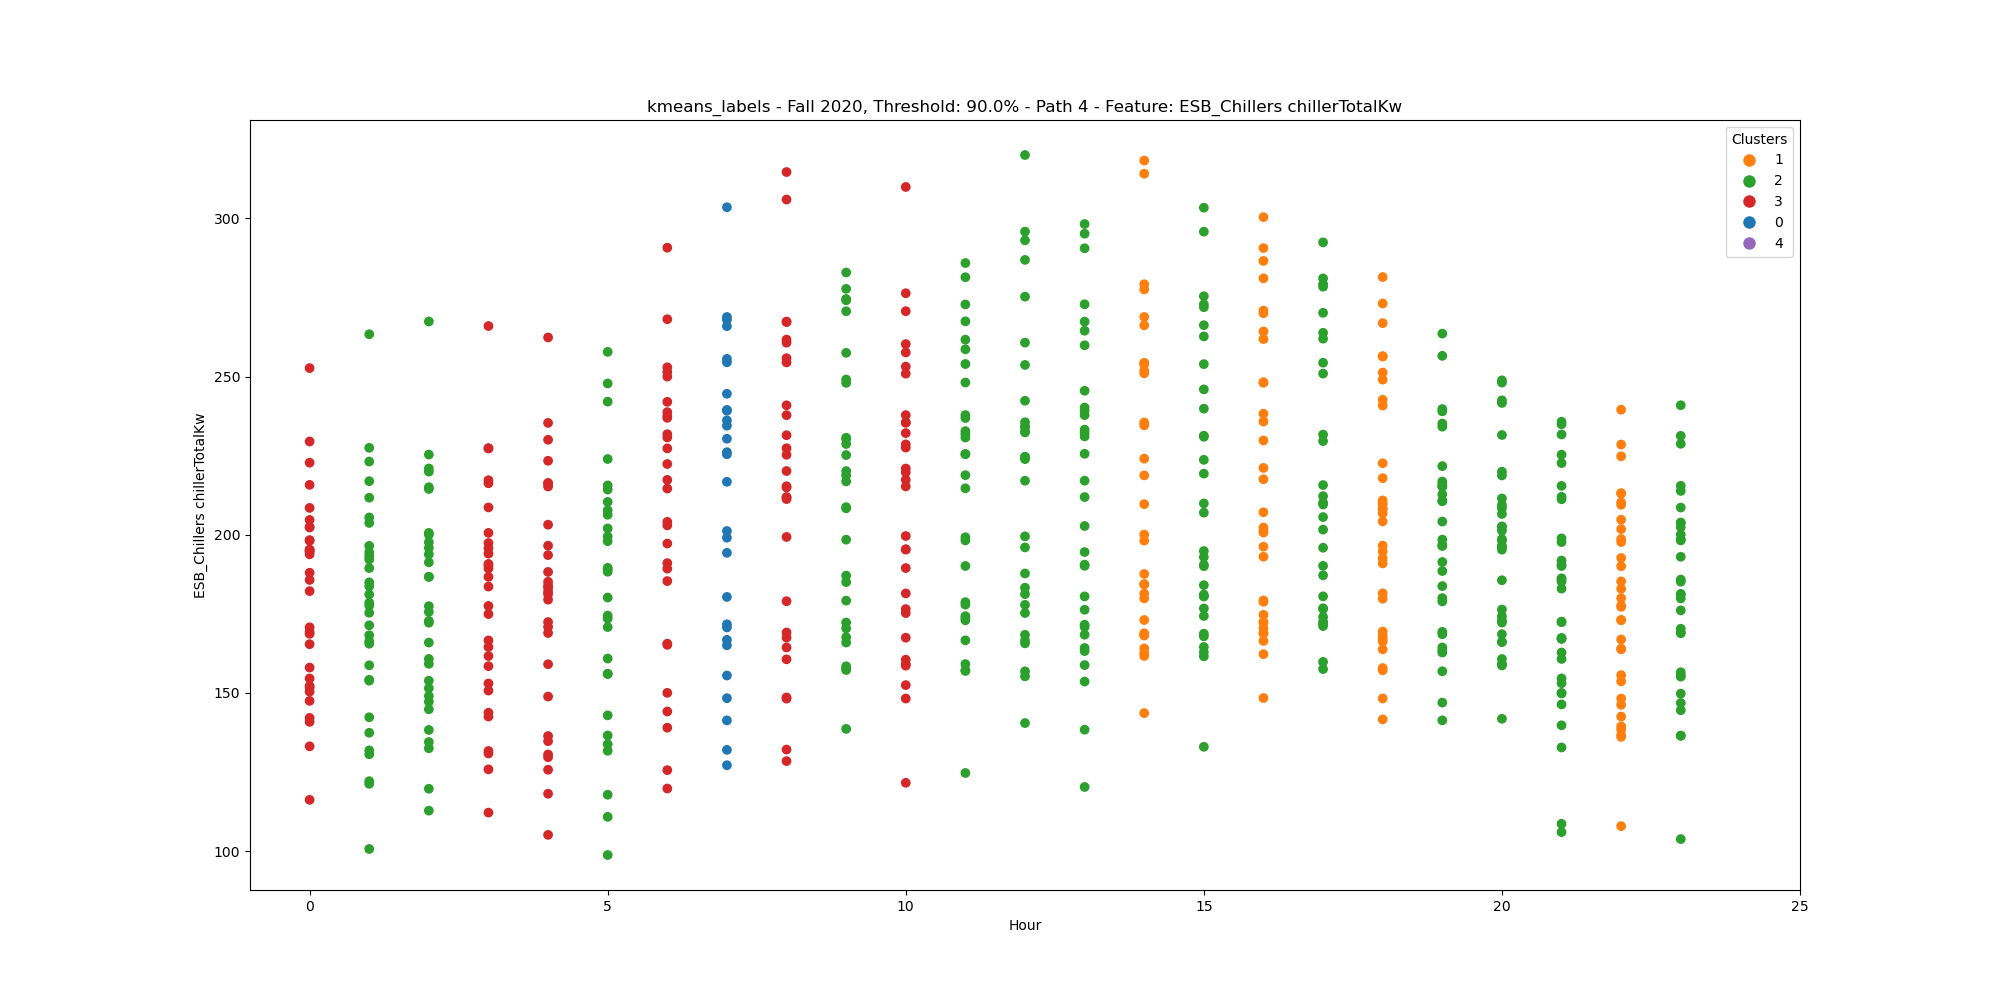 kmeans_labels - Fall 2020, Threshold: 90.0% - Path 4 - Feature: ESB_Chillers chillerTotalKw
Clusters
1
2
3
0
4
300
250
200
150
100
ESB_Chillers chillerTotalKw
0 5 10 15 20 25
Hour